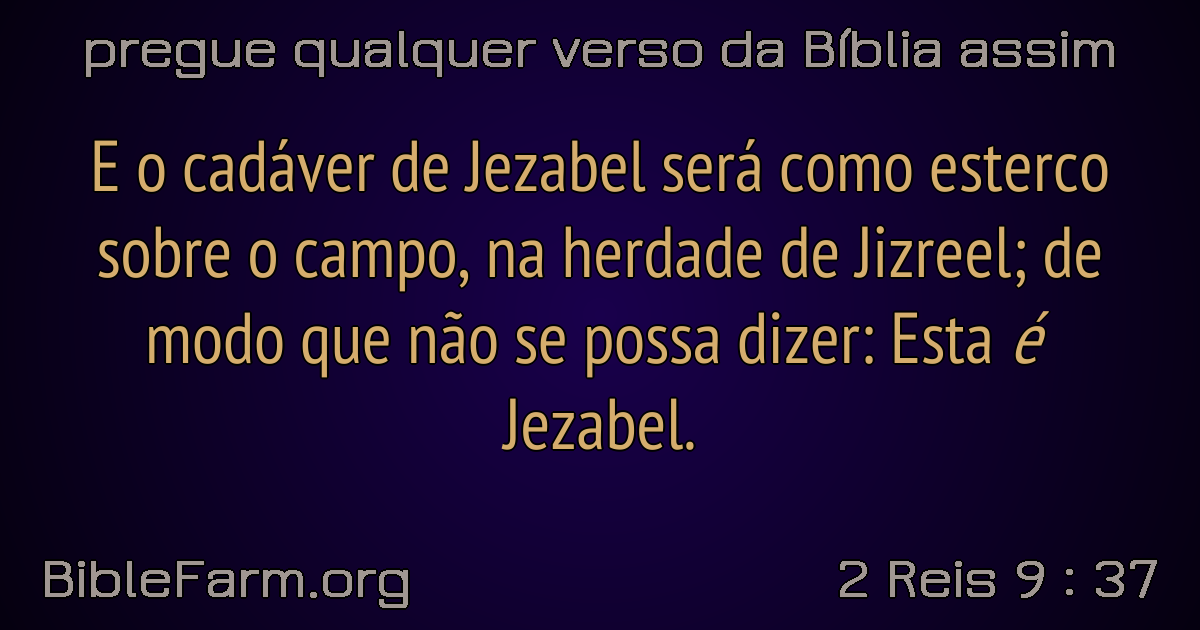 pregue qualquer verso da Bíblia assim
E o cadáver de Jezabel será como esterco
sobre o campo, na herdade de Jizreel; de
modo que não se possa dizer: Esta é
Jezabel.
BibleFarm.org
2 Reis 9 : 37